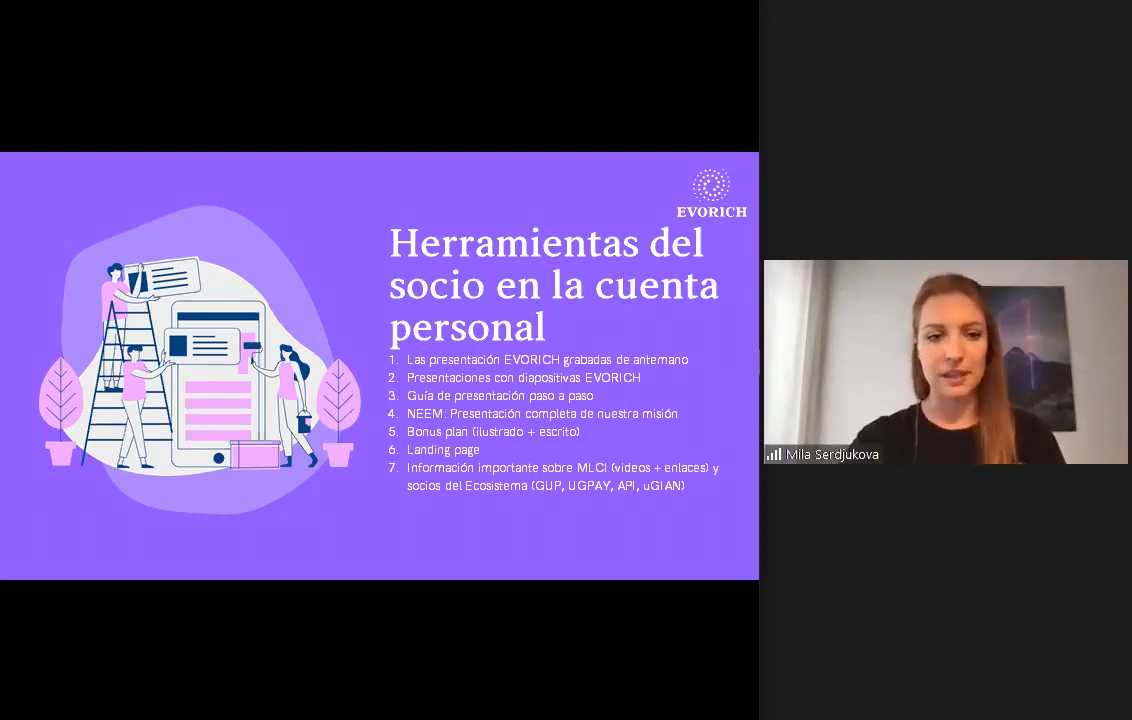 EVORICH
Herramientas del
socio en la cuenta
personal
1. Las presentación EVORICH grabadas de antemano
2. Presentaciones con diapositivas EVORICH
3. Guía de presentación paso a paso
4. NEEM: Presentación completa de nuestra misión
5. Bonus plan (ilustrado + escrito)
6. Landing page
7. Información importante sobre MLCI (videos + enlaces) y
socios del Ecosistema (GUP, UGPAY, API, uGIAN)
Mila Serdjukova